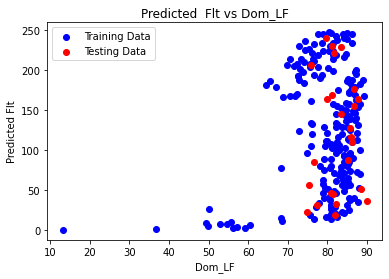 Predicted  Flt vs Dom_LF
Training Data
Testing Data
Predicted Flt
250
200
150
100
50
0
10 20 30 40 50 60 70 80 90
Dom_LF